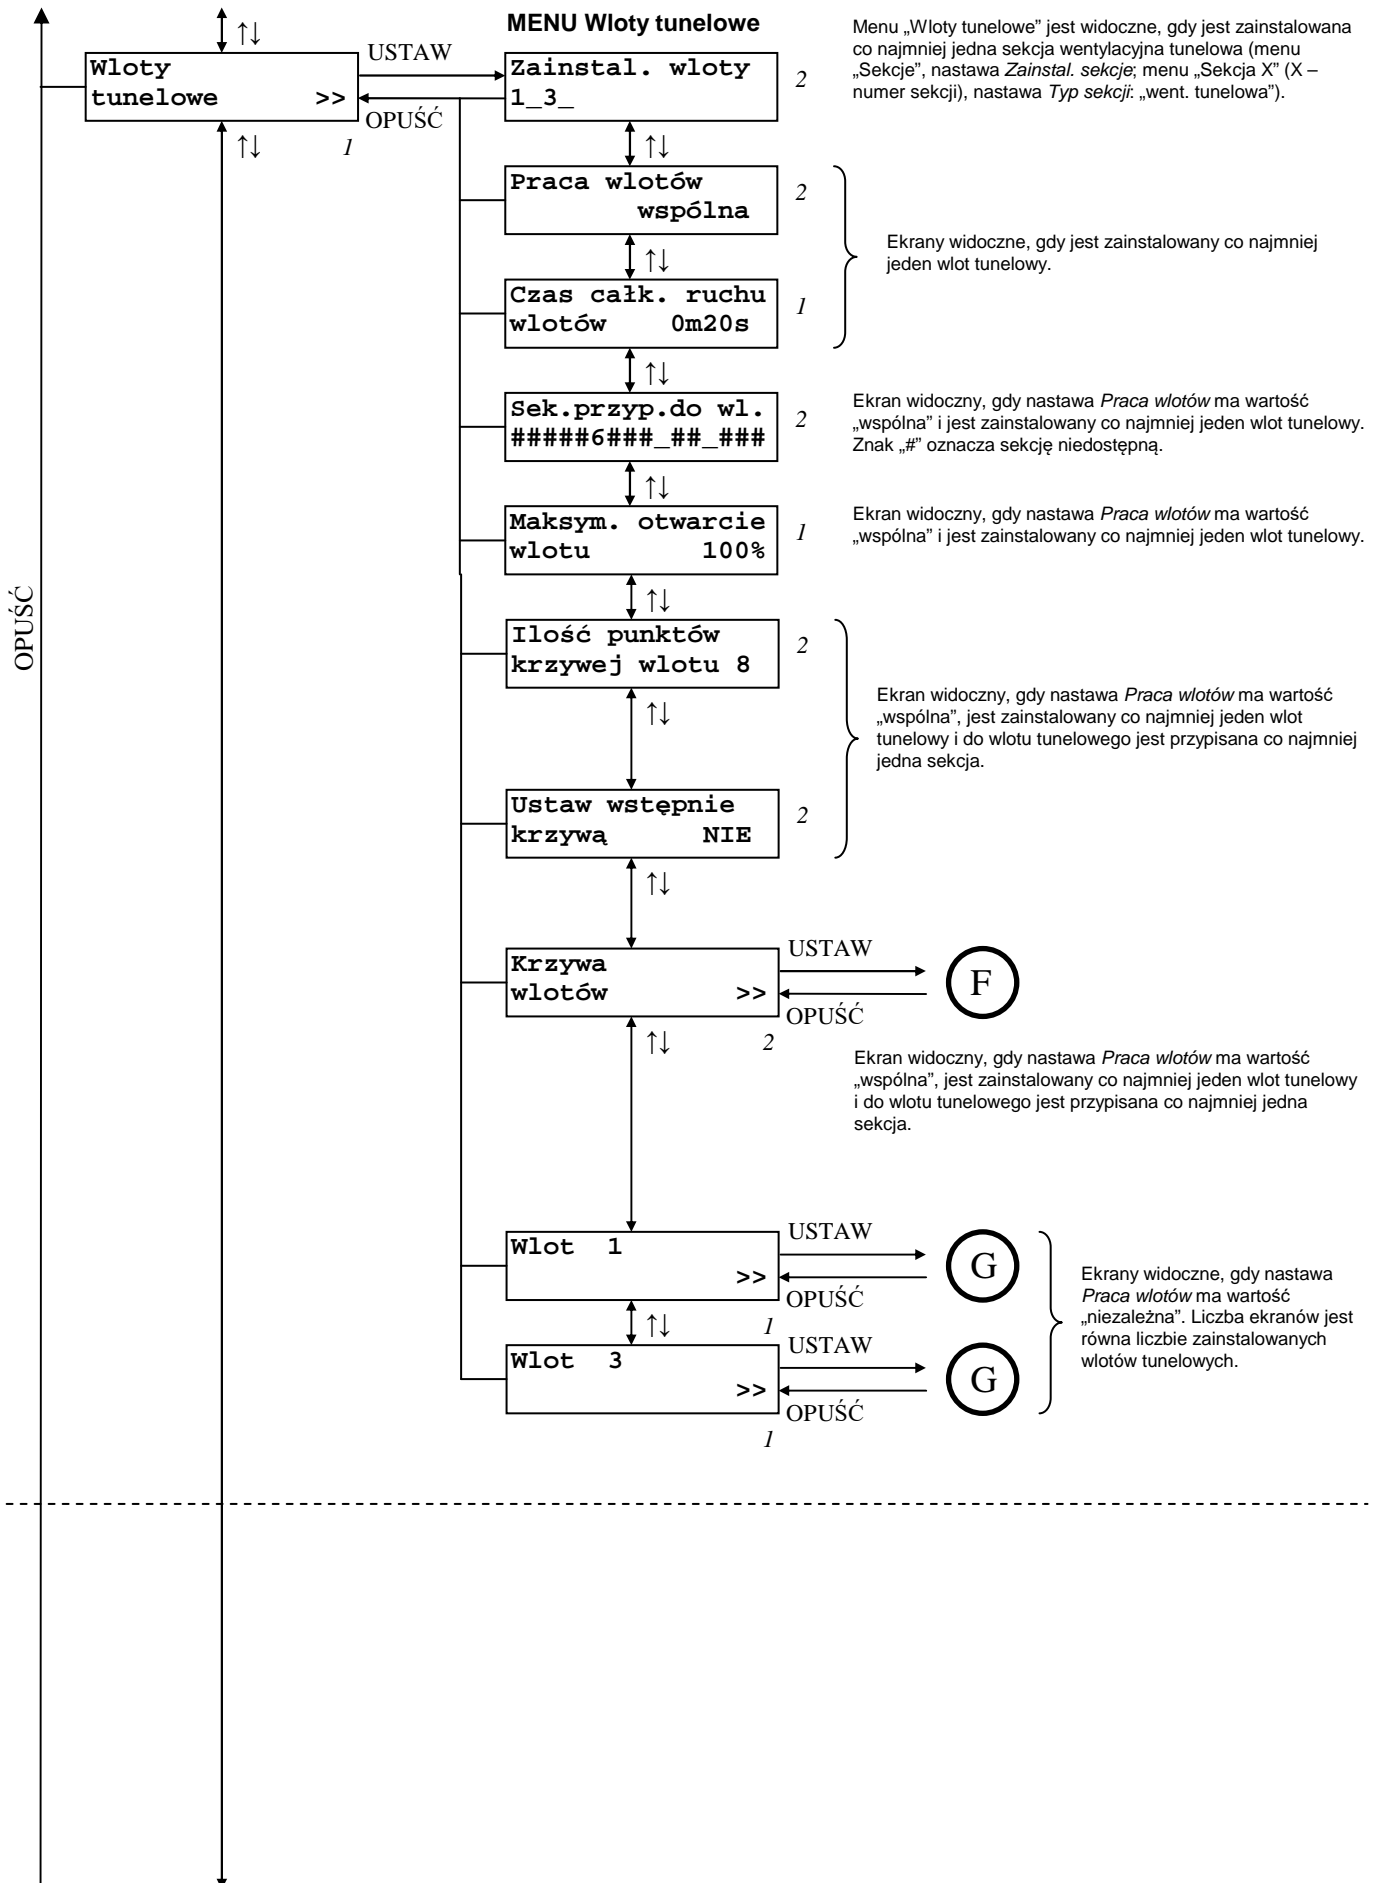 MENU Wloty tunelowe
↑↓
Wloty
tunelowe >>
USTAW
OPUŚĆ
↑↓
1
Zainstal. wloty
1_3_
2
Menu „Wloty tunelowe” jest widoczne, gdy jest zainstalowana
co najmniej jedna sekcja wentylacyjna tunelowa (menu
„Sekcje”, nastawa Zainstal. sekcje; menu „Sekcja X” (X –
numer sekcji), nastawa Typ sekcji: „went. tunelowa”).
↑↓
Praca wlotów
wspólna
2
↑↓
Ekrany widoczne, gdy jest zainstalowany co najmniej
jeden wlot tunelowy.
Czas całk. ruchu
wlotów 0m20s
1
↑↓
Sek.przyp.do wl.
#####6###_##_###
2
Ekran widoczny, gdy nastawa Praca wlotów ma wartość
„wspólna” i jest zainstalowany co najmniej jeden wlot tunelowy.
Znak „#” oznacza sekcję niedostępną.
↑↓
Maksym. otwarcie
wlotu 100%
1
Ekran widoczny, gdy nastawa Praca wlotów ma wartość
„wspólna” i jest zainstalowany co najmniej jeden wlot tunelowy.
↑↓
OPUŚĆ
Ilość punktów
krzywej wlotu 8
2
↑↓
Ekran widoczny, gdy nastawa Praca wlotów ma wartość
„wspólna”, jest zainstalowany co najmniej jeden wlot
tunelowy i do wlotu tunelowego jest przypisana co najmniej
jedna sekcja.
Ustaw wstępnie
krzywą NIE
2
↑↓
Krzywa
wlotów >>
USTAW
OPUŚĆ
F
↑↓
2
Ekran widoczny, gdy nastawa Praca wlotów ma wartość
„wspólna”, jest zainstalowany co najmniej jeden wlot tunelowy
i do wlotu tunelowego jest przypisana co najmniej jedna
sekcja.
Wlot 1
>>
USTAW
OPUŚĆ
G
1
↑↓
Ekrany widoczne, gdy nastawa
Praca wlotów ma wartość
„niezależna”. Liczba ekranów jest
równa liczbie zainstalowanych
wlotów tunelowych.
Wlot 3
>>
USTAW
OPUŚĆ
G
1